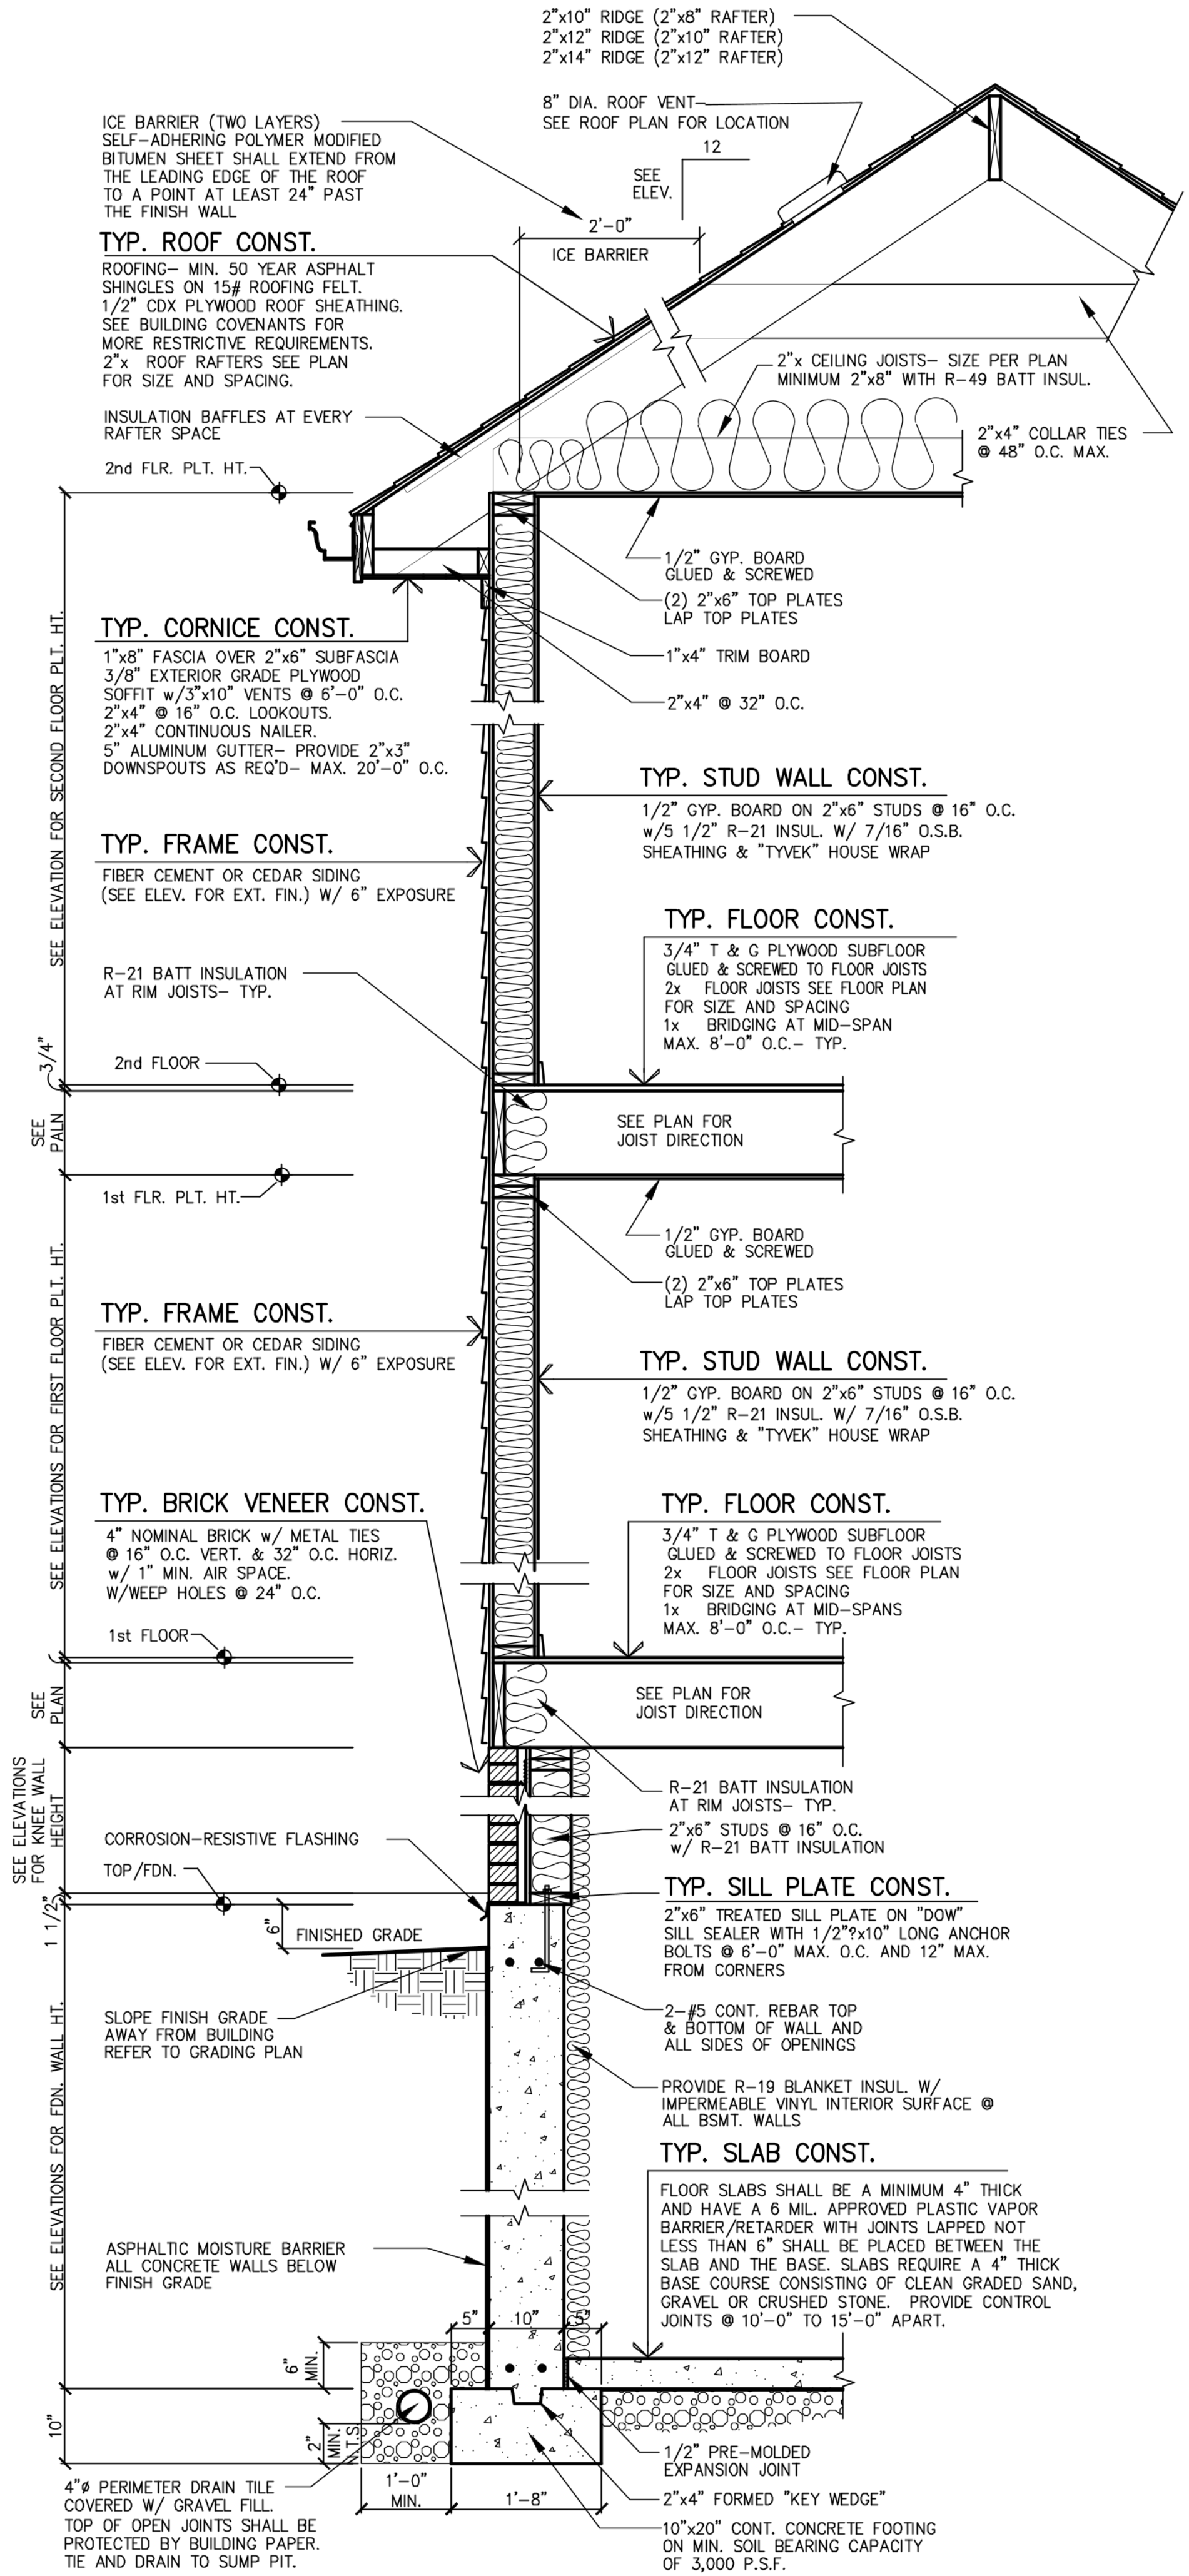 2"x10" RIDGE (2"x8" RAFTER)
2"x12" RIDGE (2"x10" RAFTER)
2"x14" RIDGE (2"x12" RAFTER)
8" DIA. ROOF VENT-
SEE ROOF PLAN FOR LOCATION
12
SEE
ELEV.
ICE BARRIER (TWO LAYERS)
SELF-ADHERING POLYMER MODIFIED
BITUMEN SHEET SHALL EXTEND FROM
THE LEADING EDGE OF THE ROOF
TO A POINT AT LEAST 24" PAST
THE FINISH WALL
2'-0"
ICE BARRIER
TYP. ROOF CONST.
ROOFING- MIN. 50 YEAR ASPHALT
SHINGLES ON 15# ROOFING FELT.
1/2" CDX PLYWOOD ROOF SHEATHING.
SEE BUILDING COVENANTS FOR
MORE RESTRICTIVE REQUIREMENTS.
2"x ROOF RAFTERS SEE PLAN
FOR SIZE AND SPACING.
2"x CEILING JOISTS- SIZE PER PLAN
MINIMUM 2"x8" WITH R-49 BATT INSUL.
INSULATION BAFFLES AT EVERY
RAFTER SPACE
2"x4" COLLAR TIES
@ 48" O.C. MAX.
2nd FLR. PLT. HT.
1/2" GYP. BOARD
GLUED & SCREWED
(2) 2"x6" TOP PLATES
LAP TOP PLATES
1"x4" TRIM BOARD
2"x4" @ 32" O.C.
TYP. CORNICE CONST.
1"x8" FASCIA OVER 2"x6" SUBFASCIA
3/8" EXTERIOR GRADE PLYWOOD
SOFFIT w/3"x10" VENTS @ 6'-0" O.C.
2"x4" @ 16" O.C. LOOKOUTS.
2"x4" CONTINUOUS NAILER.
5" ALUMINUM GUTTER- PROVIDE 2"x3"
DOWNSPOUTS AS REQ'D- MAX. 20'-0" O.C.
SEE ELEVATION FOR SECOND FLOOR PLT. HT.
TYP. STUD WALL CONST.
1/2" GYP. BOARD ON 2"x6" STUDS @ 16" O.C.
w/5 1/2" R-21 INSUL. W/ 7/16" O.S.B.
SHEATHING & "TYVEK" HOUSE WRAP
TYP. FRAME CONST.
FIBER CEMENT OR CEDAR SIDING
(SEE ELEV. FOR EXT. FIN.) W/ 6" EXPOSURE
TYP. FLOOR CONST.
3/4" T & G PLYWOOD SUBFLOOR
GLUED & SCREWED TO FLOOR JOISTS
2x FLOOR JOISTS SEE FLOOR PLAN
FOR SIZE AND SPACING
1x BRIDGING AT MID-SPAN
MAX. 8'-0" O.C.- TYP.
R-21 BATT INSULATION
AT RIM JOISTS- TYP.
3/4"
2nd FLOOR
SEE
PALN
SEE PLAN FOR
JOIST DIRECTION
1st FLR. PLT. HT.
1/2" GYP. BOARD
GLUED & SCREWED
(2) 2"x6" TOP PLATES
LAP TOP PLATES
SEE ELEVATIONS FOR FIRST FLOOR PLT. HT.
TYP. FRAME CONST.
FIBER CEMENT OR CEDAR SIDING
(SEE ELEV. FOR EXT. FIN.) W/ 6" EXPOSURE
TYP. STUD WALL CONST.
1/2" GYP. BOARD ON 2"x6" STUDS @ 16" O.C.
w/5 1/2" R-21 INSUL. W/ 7/16" O.S.B.
SHEATHING & "TYVEK" HOUSE WRAP
TYP. BRICK VENEER CONST.
4" NOMINAL BRICK w/ METAL TIES
@ 16" O.C. VERT. & 32" O.C. HORIZ.
w/ 1" MIN. AIR SPACE.
W/WEEP HOLES @ 24" O.C.
TYP. FLOOR CONST.
3/4" T & G PLYWOOD SUBFLOOR
GLUED & SCREWED TO FLOOR JOISTS
2x FLOOR JOISTS SEE FLOOR PLAN
FOR SIZE AND SPACING
1x BRIDGING AT MID-SPANS
MAX. 8'-0" O.C.- TYP.
1st FLOOR
SEE
PLAN
SEE PLAN FOR
JOIST DIRECTION
SEE ELEVATIONS
FOR KNEE WALL
HEIGHT
R-21 BATT INSULATION
AT RIM JOISTS- TYP.
2"x6" STUDS @ 16" O.C.
w/ R-21 BATT INSULATION
CORROSION-RESISTIVE FLASHING
TOP/FDN.
1 1/2"
6"
FINISHED GRADE
TYP. SILL PLATE CONST.
2"x6" TREATED SILL PLATE ON "DOW"
SILL SEALER WITH 1/2"?x10" LONG ANCHOR
BOLTS @ 6'-0" MAX. O.C. AND 12" MAX.
FROM CORNERS
SLOPE FINISH GRADE
AWAY FROM BUILDING
REFER TO GRADING PLAN
2-#5 CONT. REBAR TOP
& BOTTOM OF WALL AND
ALL SIDES OF OPENINGS
PROVIDE R-19 BLANKET INSUL. W/
IMPERMEABLE VINYL INTERIOR SURFACE @
ALL BSMT. WALLS
SEE ELEVATIONS FOR FDN. WALL HT.
TYP. SLAB CONST.
FLOOR SLABS SHALL BE A MINIMUM 4" THICK
AND HAVE A 6 MIL. APPROVED PLASTIC VAPOR
BARRIER/RETARDER WITH JOINTS LAPPED NOT
LESS THAN 6" SHALL BE PLACED BETWEEN THE
SLAB AND THE BASE. SLABS REQUIRE A 4" THICK
BASE COURSE CONSISTING OF CLEAN GRADED SAND,
GRAVEL OR CRUSHED STONE. PROVIDE CONTROL
JOINTS @ 10'-0" TO 15'-0" APART.
ASPHALTIC MOISTURE BARRIER
ALL CONCRETE WALLS BELOW
FINISH GRADE
5" 10" 5"
6"
MIN.
10"
2"
MIN.
N.T.S.
1'-0"
MIN.
1'-8"
1/2" PRE-MOLDED
EXPANSION JOINT
2"x4" FORMED "KEY WEDGE"
4"ø PERIMETER DRAIN TILE
COVERED W/ GRAVEL FILL.
TOP OF OPEN JOINTS SHALL BE
PROTECTED BY BUILDING PAPER.
TIE AND DRAIN TO SUMP PIT.
10"x20" CONT. CONCRETE FOOTING
ON MIN. SOIL BEARING CAPACITY
OF 3,000 P.S.F.